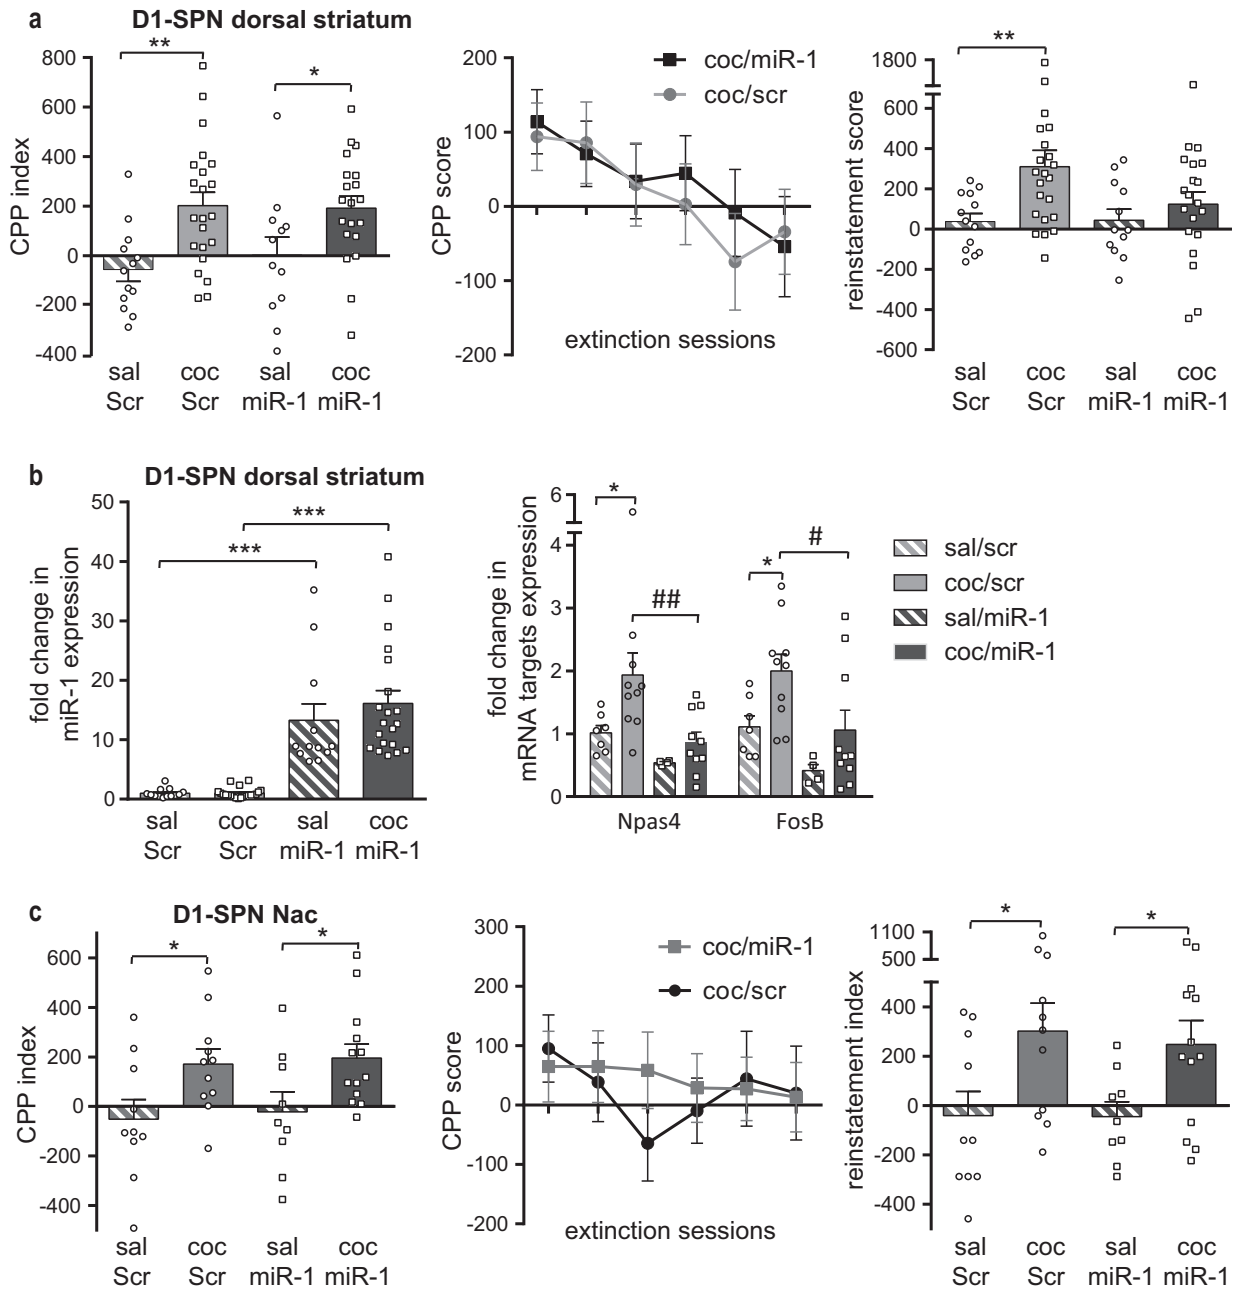 a
D1-SPN dorsal striatum
CPP index
800
600
400
200
0
-200
-400
**
*
sal
Scr
coc
Scr
sal
miR-1
coc
miR-1
CPP score
200
100
0
-100
-200
coc/miR-1
coc/scr
extinction sessions
reinstatement score
1800
600
400
200
0
-200
-400
-600
**
sal
Scr
coc
Scr
sal
miR-1
coc
miR-1
b
D1-SPN dorsal striatum
fold change in
miR-1 expression
50
40
30
20
10
0
***
***
sal
Scr
coc
Scr
sal
miR-1
coc
miR-1
fold change in
mRNA targets expression
6
4
3
2
1
0
*
##
*
#
Npas4
FosB
sal/scr
coc/scr
sal/miR-1
coc/miR-1
c
D1-SPN Nac
CPP index
600
400
200
0
-200
-400
*
*
sal
Scr
coc
Scr
sal
miR-1
coc
miR-1
CPP score
300
200
100
0
-100
-200
coc/miR-1
coc/scr
extinction sessions
reinstatement index
1100
500
400
200
0
-200
-400
*
*
sal
Scr
coc
Scr
sal
miR-1
coc
miR-1